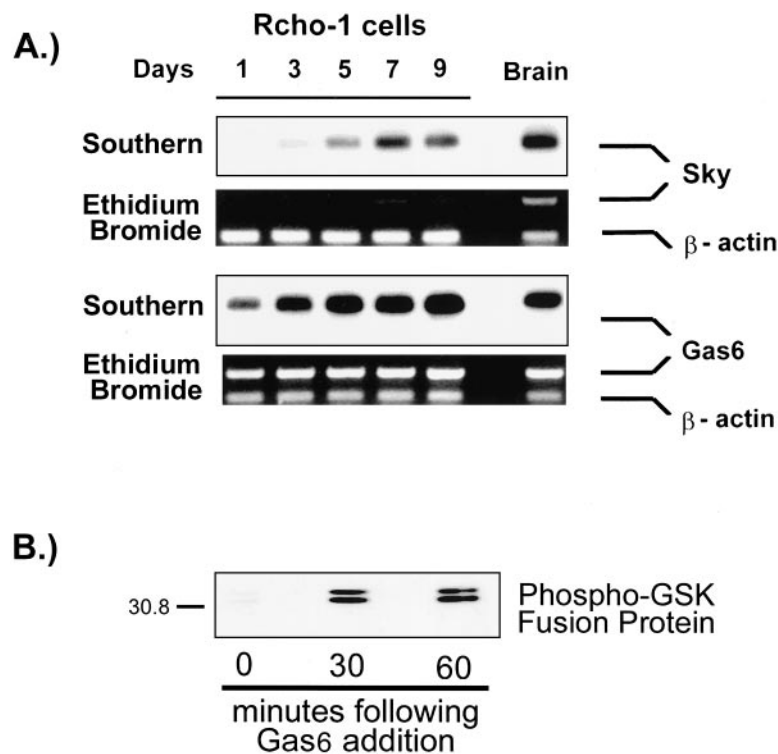 A.)
Rcho-1 cells
Days 1 3 5 7 9 Brain
Southern
Sky
Ethidium
Bromide
β- actin
Southern
Gas6
Ethidium
Bromide
β- actin
B.)
30.8
Phospho-GSK
Fusion Protein
0 30 60
minutes following
Gas6 addition